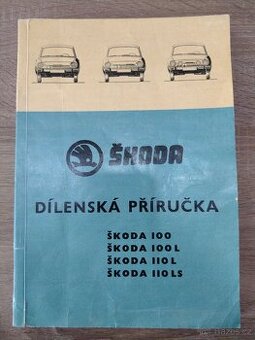 ŠKODA
DÍLENSKÁ PŘÍRUČKA
ŠKODA 100
ŠKODA 100 L
ŠKODA 110 L
ŠKODA 110 LS